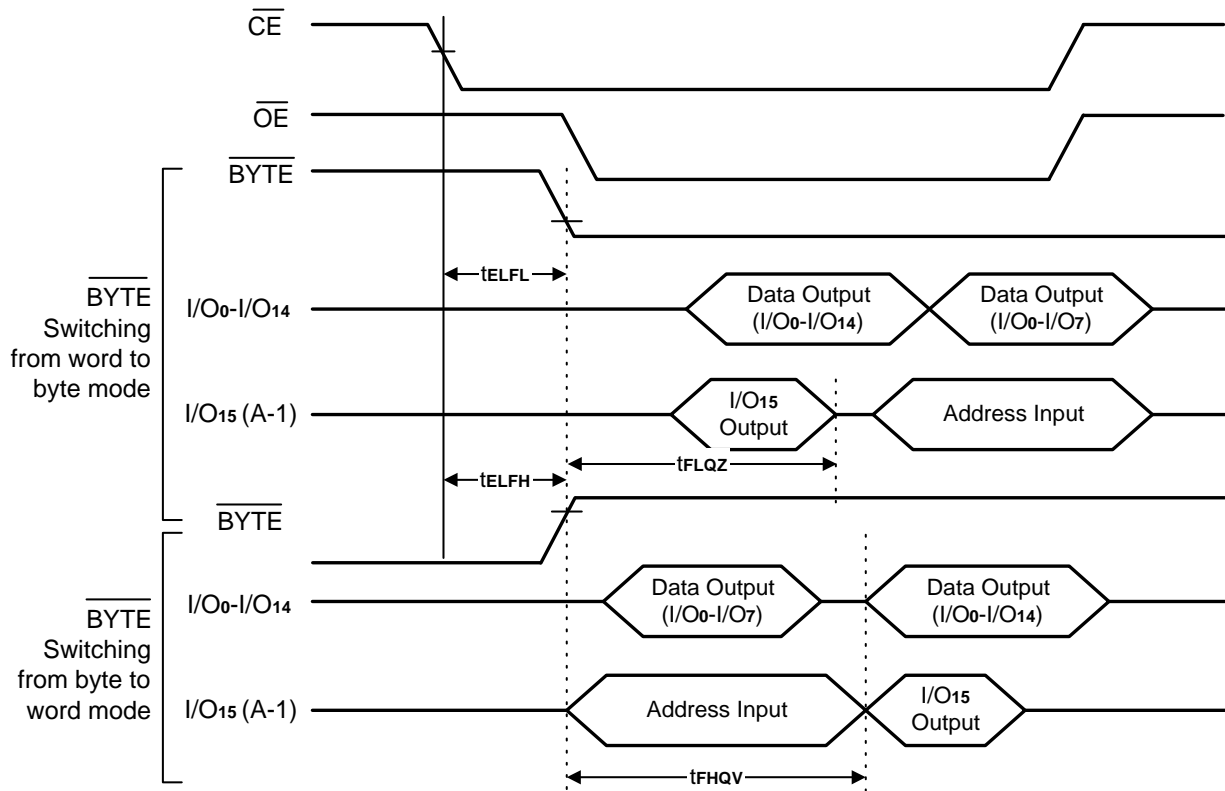 CE
OE
BYTE
BYTE
Switching
from word to
byte mode
tELFL
I/O0-I/O14
Data Output
(I/O0-I/O14)
Data Output
(I/O0-I/O7)
I/O15 (A-1)
I/O15
Output
Address Input
tELFH
tFLQZ
BYTE
BYTE
Switching
from byte to
word mode
I/O0-I/O14
Data Output
(I/O0-I/O7)
Data Output
(I/O0-I/O14)
I/O15 (A-1)
Address Input
I/O15
Output
tFHQV